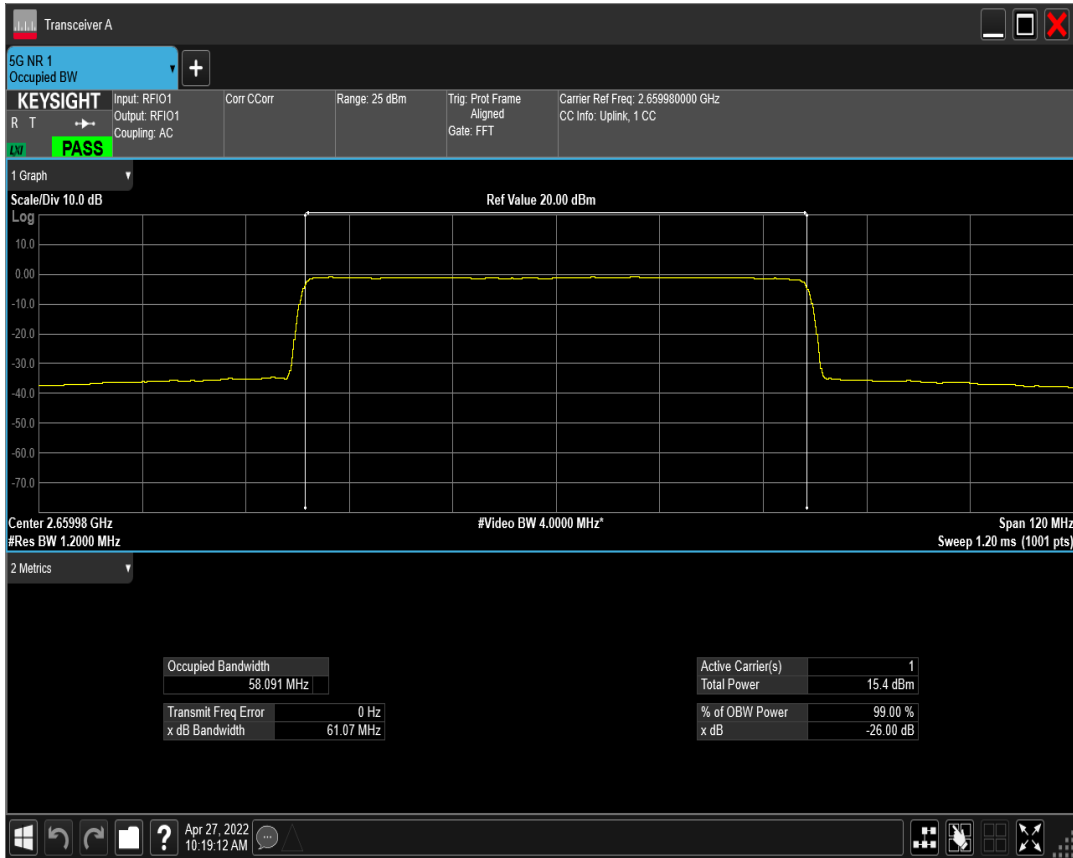 Transceiver A
5G NR 1
Occupied BW
KEYSIGHT
R T
LXI
PASS
Input: RFIO1
Output: RFIO1
Coupling: AC
Corr CCorr
Range: 25 dBm
Trig: Prot Frame
Aligned
Gate: FFT
Carrier Ref Freq: 2.659980000 GHz
CC Info: Uplink, 1 CC
1 Graph
Scale/Div 10.0 dB
Ref Value 20.00 dBm
Log
10.0
0.00
-10.0
-20.0
-30.0
-40.0
-50.0
-60.0
-70.0
Center 2.65998 GHz
#Video BW 4.0000 MHz*
Span 120 MHz
#Res BW 1.2000 MHz
Sweep 1.20 ms (1001 pts)
2 Metrics
Occupied Bandwidth
58.091 MHz
Transmit Freq Error 0 Hz
x dB Bandwidth 61.07 MHz
Active Carrier(s) 1
Total Power 15.4 dBm
% of OBW Power 99.00 %
x dB -26.00 dB
?
Apr 27, 2022
10:19:12 AM